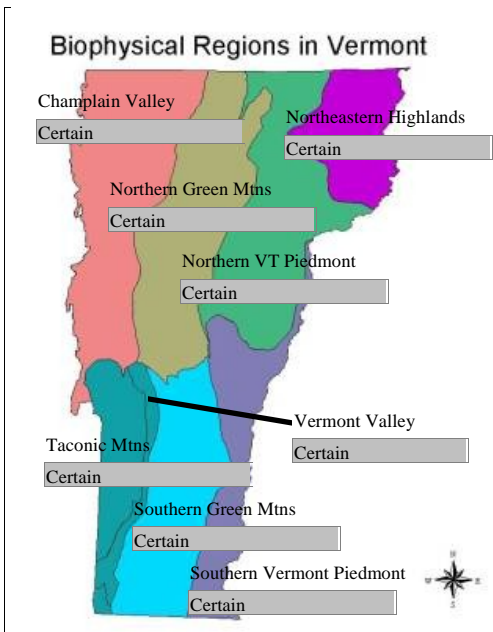 Biophysical Regions in Vermont
Champlain Valley
Certain
Northeastern Highlands
Certain
Northern Green Mtns
Certain
Northern VT Piedmont
Certain
Vermont Valley
Certain
Taconic Mtns
Certain
Southern Green Mtns
Certain
Southern Vermont Piedmont
Certain